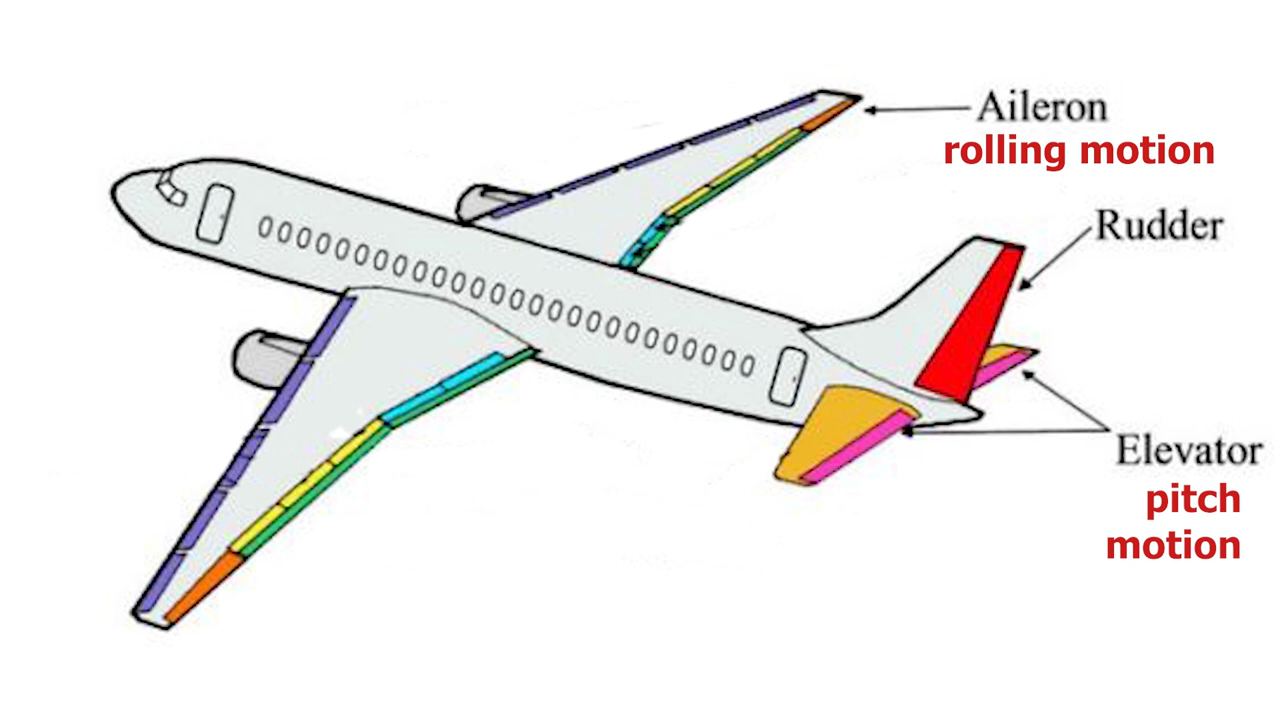 Aileron
rolling motion
Rudder
Elevator
pitch
motion